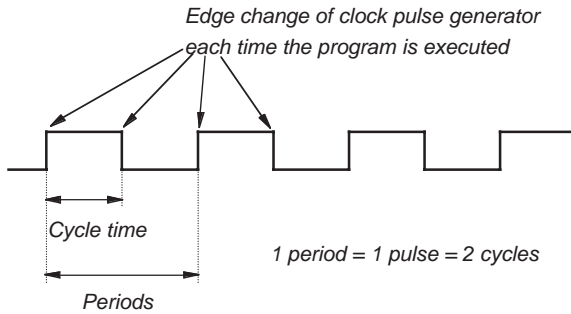 Edge change of clock pulse generator
each time the program is executed
Cycle time
1 period = 1 pulse = 2 cycles
Periods